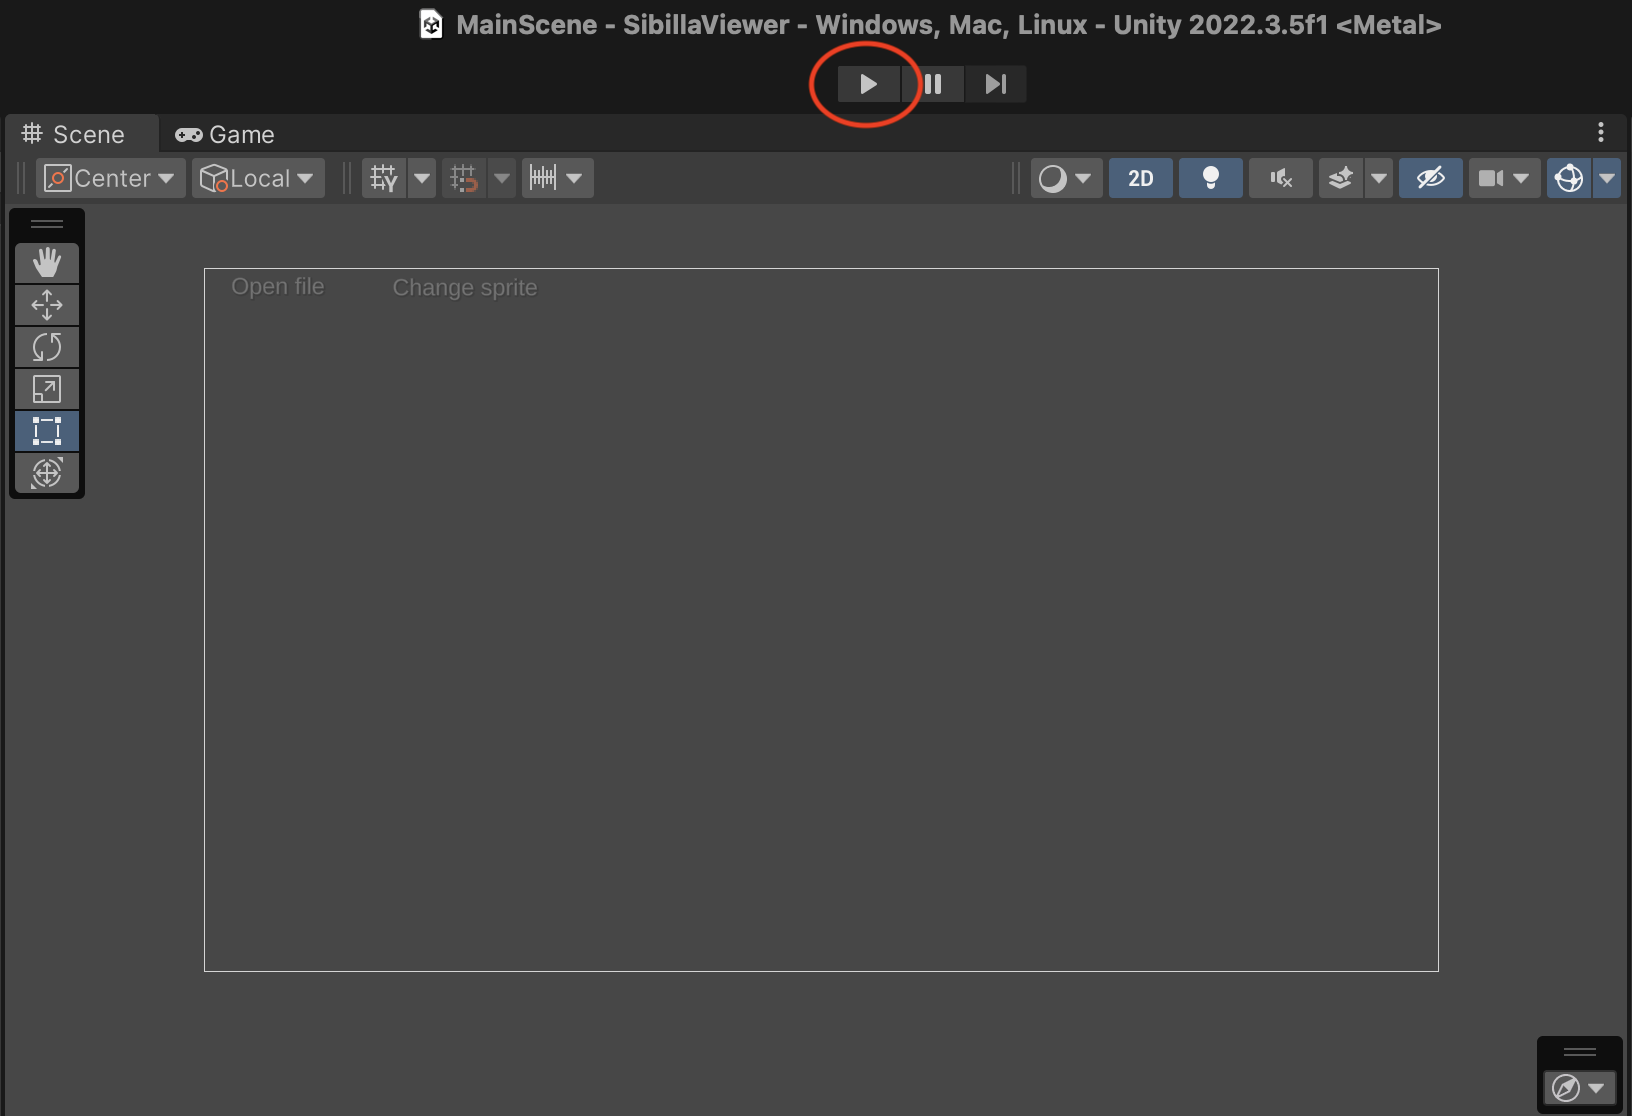 MainScene - SibillaViewer - Windows, Mac, Linux - Unity 2022.3.5f1 <Metal>
Scene Game
Center Local 2D
Open file Change sprite